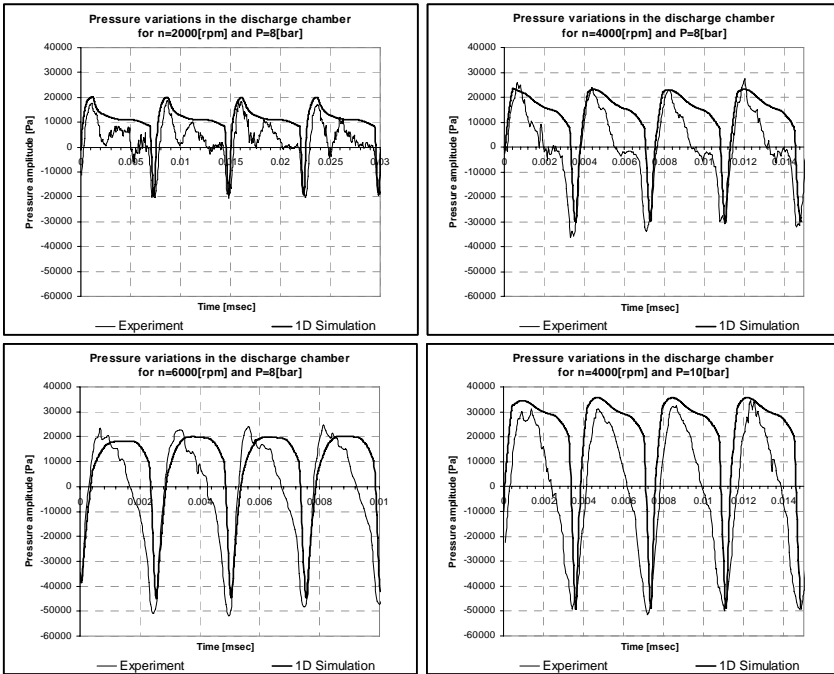 Pressure variations in the discharge chamber
for n=2000[rpm] and P=8[bar]
Pressure amplitude [Pa]
40000
30000
20000
10000
0
-10000
-20000
-30000
-40000
-50000
-60000
0 0.005 0.01 0.015 0.02 0.025 0.03
Time [msec]
Experiment 1D Simulation
Pressure variations in the discharge chamber
for n=4000[rpm] and P=8[bar]
Pressure amplitude [Pa]
40000
30000
20000
10000
0
-10000
-20000
-30000
-40000
-50000
-60000
0 0.002 0.004 0.006 0.008 0.01 0.012 0.014
Time [msec]
Experiment 1D Simulation
Pressure variations in the discharge chamber
for n=6000[rpm] and P=8[bar]
Pressure amplitude [Pa]
40000
30000
20000
10000
0
-10000
-20000
-30000
-40000
-50000
-60000
0 0.002 0.004 0.006 0.008 0.01
Time [msec]
Experiment 1D Simulation
Pressure variations in the discharge chamber
for n=4000[rpm] and P=10[bar]
Pressure amplitude [Pa]
40000
30000
20000
10000
0
-10000
-20000
-30000
-40000
-50000
-60000
0 0.002 0.004 0.006 0.008 0.01 0.012 0.014
Time [msec]
Experiment 1D Simulation